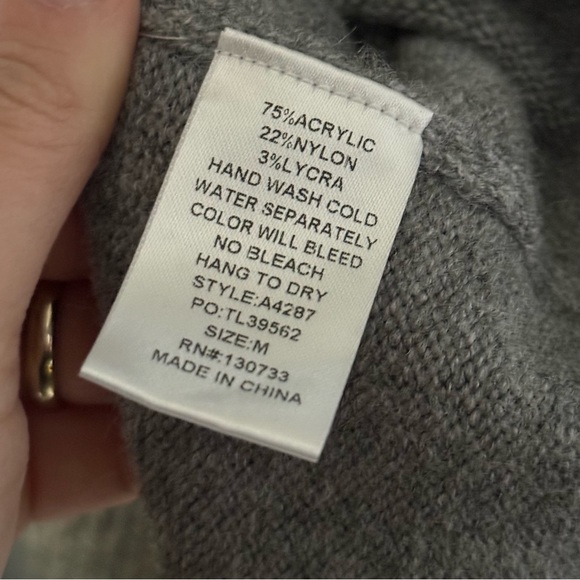 75%ACRYLIC
22%NYLON
3%LYCRA
HAND WASH COLD
WATER SEPARATELY
COLOR WILL BLEED
NO BLEACH
HANG TO DRY
STYLE:A4287
PO:TL39562
SIZE:M
RN#:130733
MADE IN CHINA